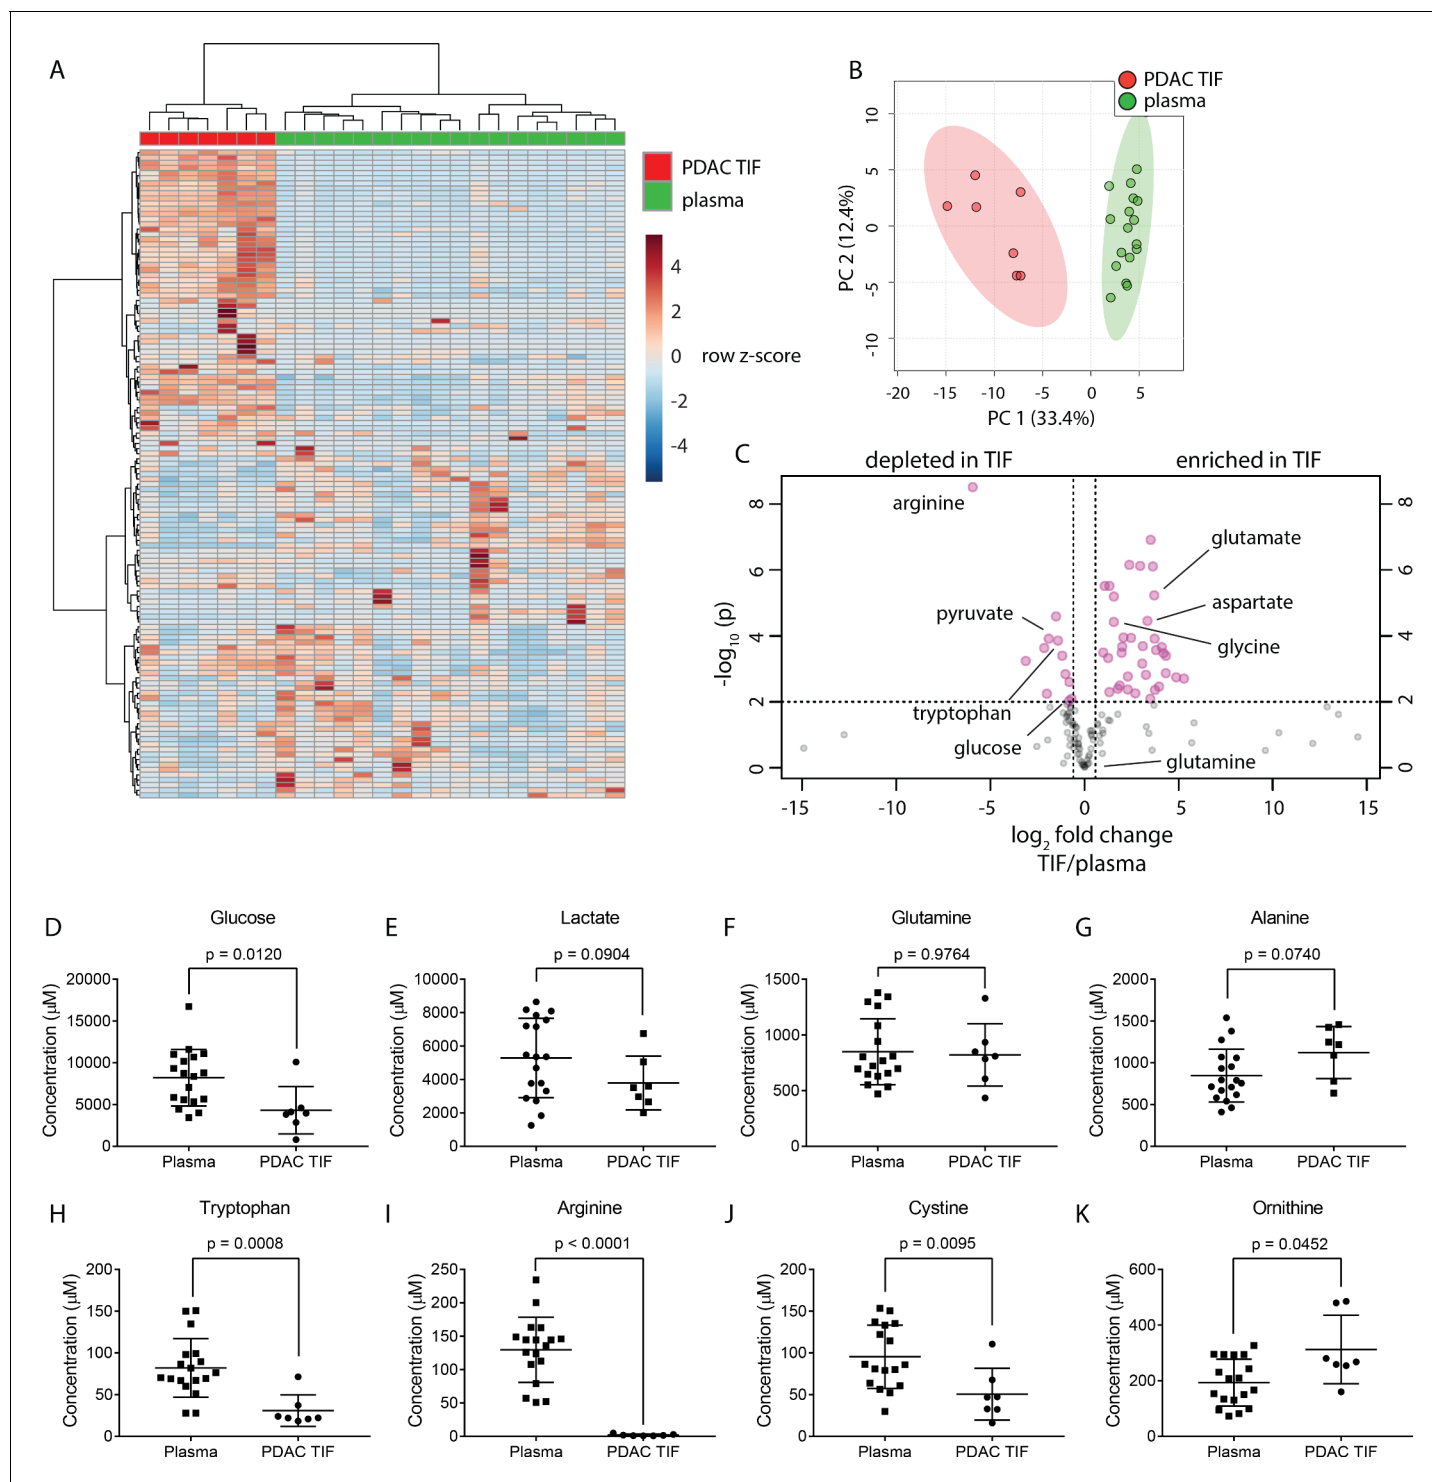 A
PDAC TIF
plasma
4
2
0
-2
-4
row z-score
B
PDAC TIF
plasma
10
5
0
-5
-10
PC 2 (12.4%)
-20
-15
-10
-5
0
5
PC 1 (33.4%)
C
depleted in TIF
enriched in TIF
arginine
glutamate
aspartate
pyruvate
glycine
tryptophan
glucose
glutamine
8
6
4
2
0
8
6
4
2
0
-log10 (p)
-15
-10
-5
0
5
10
15
log2 fold change
TIF/plasma
D
Glucose
p = 0.0120
20000
15000
10000
5000
0
Concentration (μM)
Plasma
PDAC TIF
E
Lactate
p = 0.0904
10000
8000
6000
4000
2000
0
Concentration (μM)
Plasma
PDAC TIF
F
Glutamine
p = 0.9764
1500
1000
500
0
Concentration (μM)
Plasma
PDAC TIF
G
Alanine
p = 0.0740
2000
1500
1000
500
0
Concentration (μM)
Plasma
PDAC TIF
H
Tryptophan
p = 0.0008
200
150
100
50
0
Concentration (μM)
Plasma
PDAC TIF
I
Arginine
p < 0.0001
250
200
150
100
50
0
Concentration (μM)
Plasma
PDAC TIF
J
Cystine
p = 0.0095
200
150
100
50
0
Concentration (μM)
Plasma
PDAC TIF
K
Ornithine
p = 0.0452
600
400
200
0
Concentration (μM)
Plasma
PDAC TIF